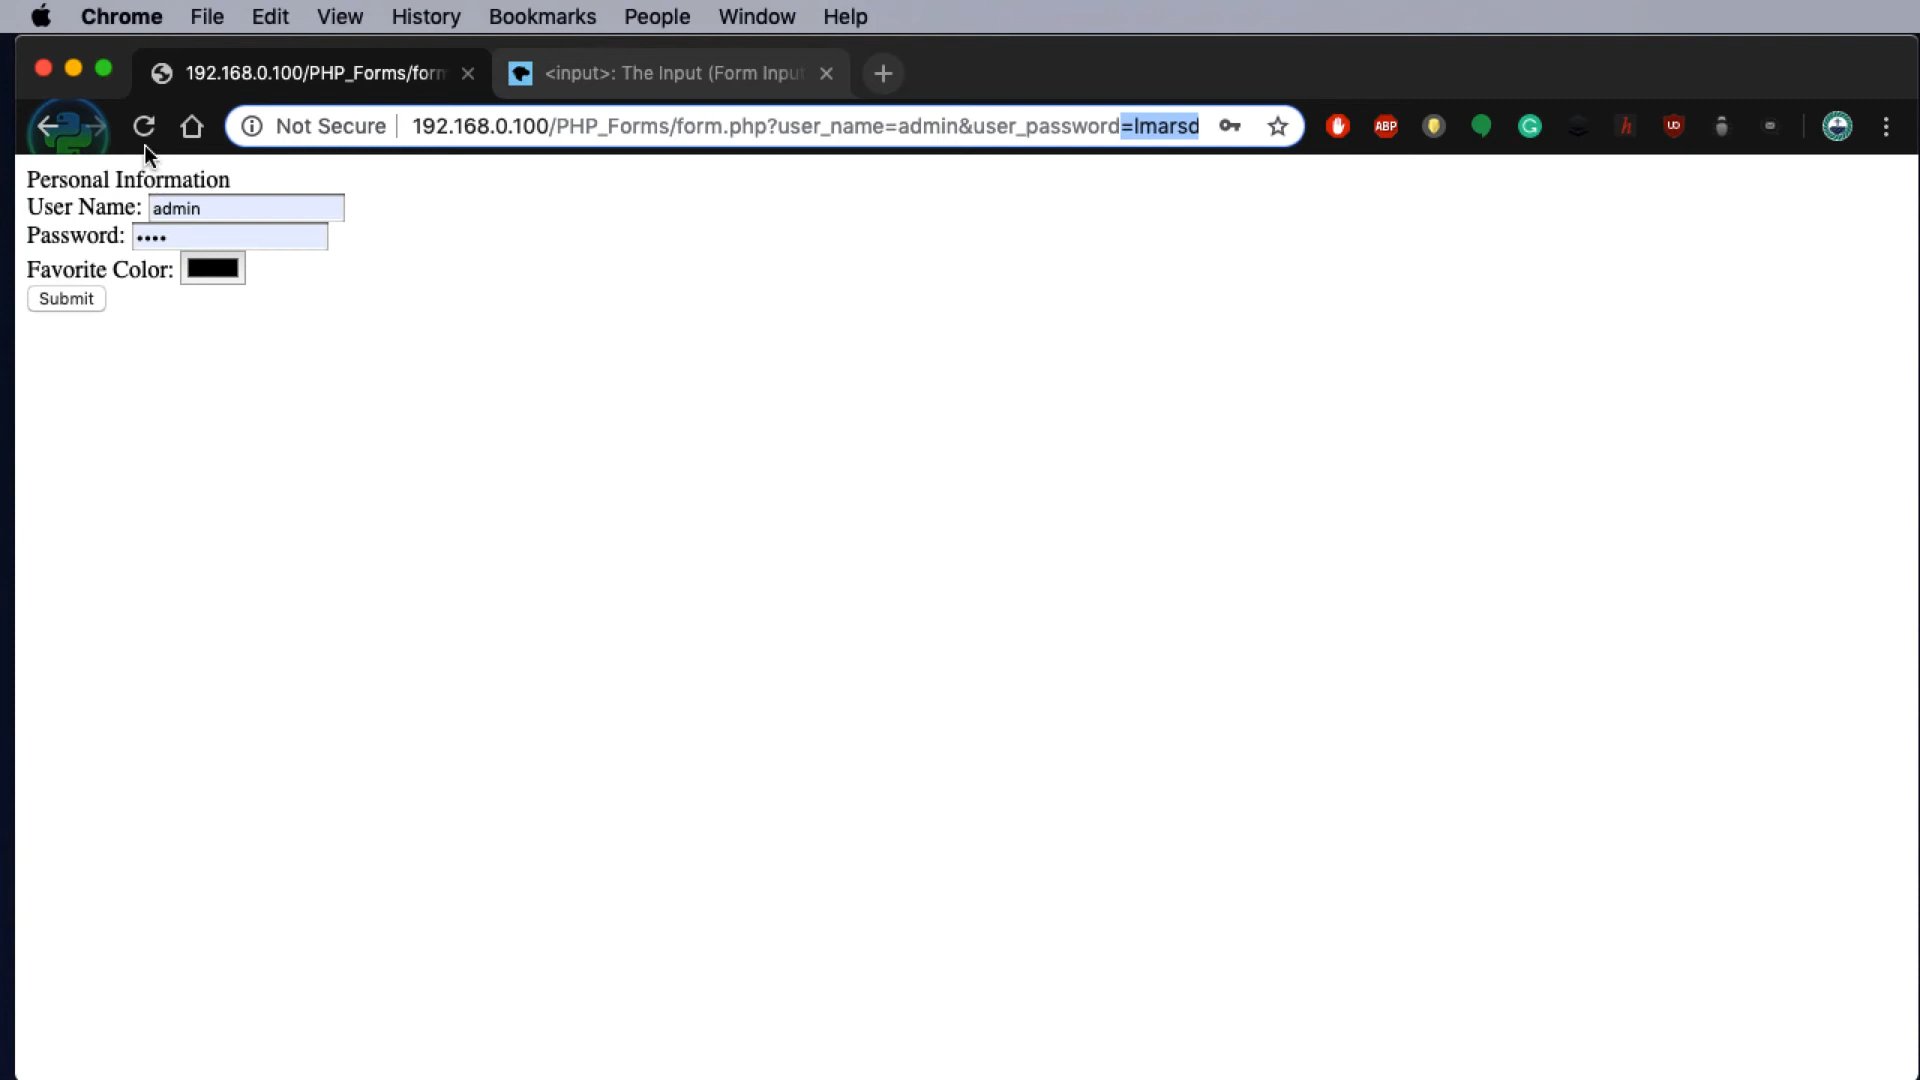 Chrome File Edit View History Bookmarks People Window Help
192.168.0.100/PHP_Forms/form
<input>: The Input (Form Input
Not Secure 192.168.0.100/PHP_Forms/form.php?user_name=admin&user_password=lmarsd
ABP
G
h
Personal Information
User Name: admin
Password: ••••
Favorite Color:
Submit